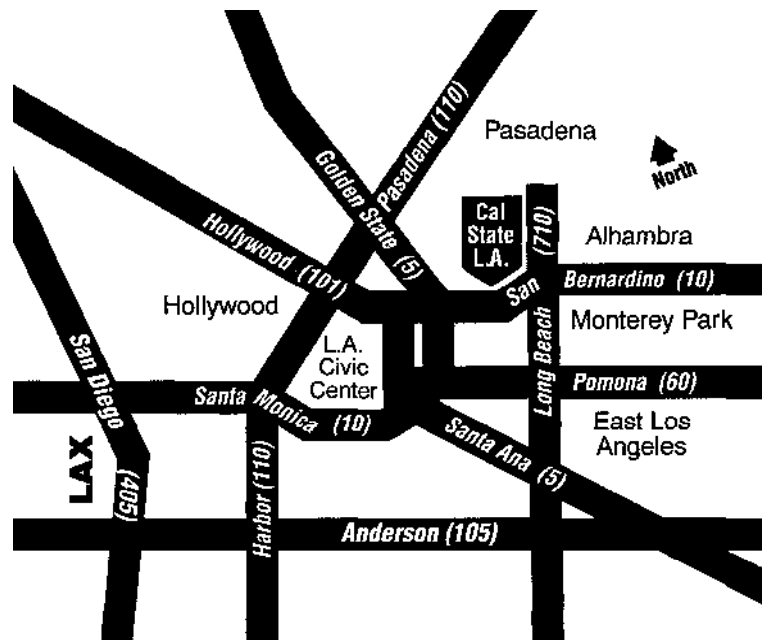 Pasadena (110)
Pasadena
North
Golden State (5)
Cal
State
L.A.
(710)
Alhambra
Hollywood (101)
San
Bernardino (10)
Hollywood
Monterey Park
L.A.
Civic
Center
San Diego
Long Beach
Santa Monica (10)
Pomona (60)
East Los
Angeles
Santa Ana (5)
LAX
(405)
Harbor (110)
Anderson (105)